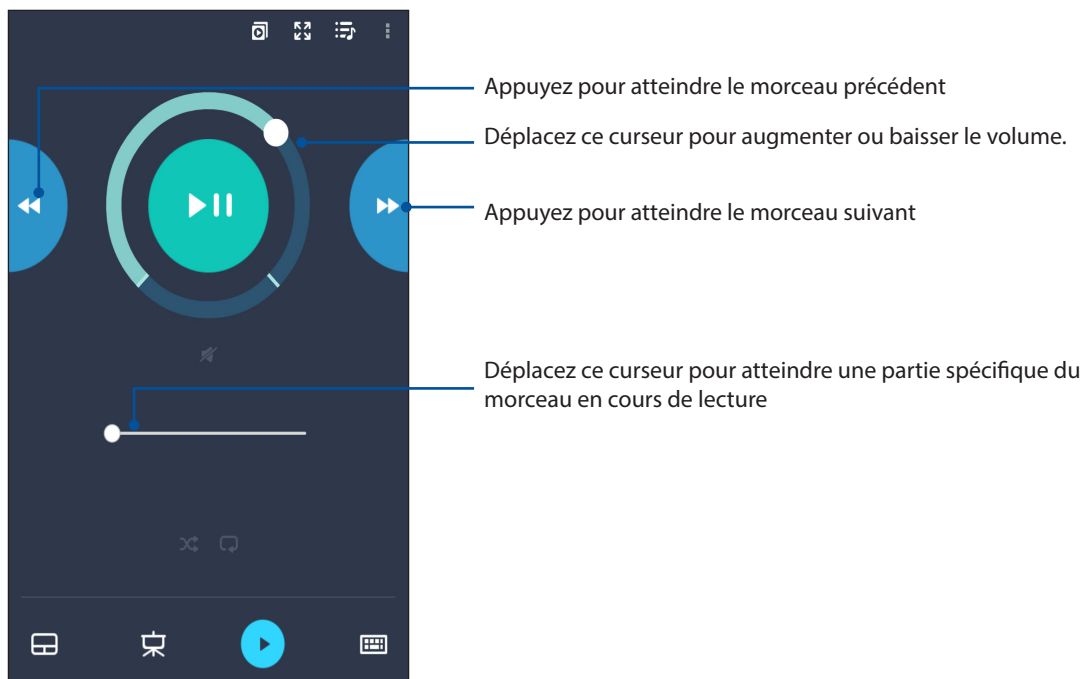 Appuyez pour atteindre le morceau précédent
Déplacez ce curseur pour augmenter ou baisser le volume.
Appuyez pour atteindre le morceau suivant
Déplacez ce curseur pour atteindre une partie spécifique du
morceau en cours de lecture